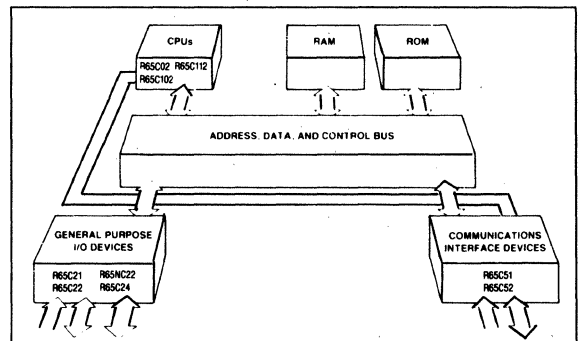 CPUs
R65C02 R65C112
R65C102
RAM
ROM
ADDRESS, DATA, AND CONTROL BUS
GENERAL PURPOSE
I/O DEVICES
R65C21 R65NC22
R65C22 R65C24
COMMUNICATIONS
INTERFACE DEVICES
R65C51
R65C52